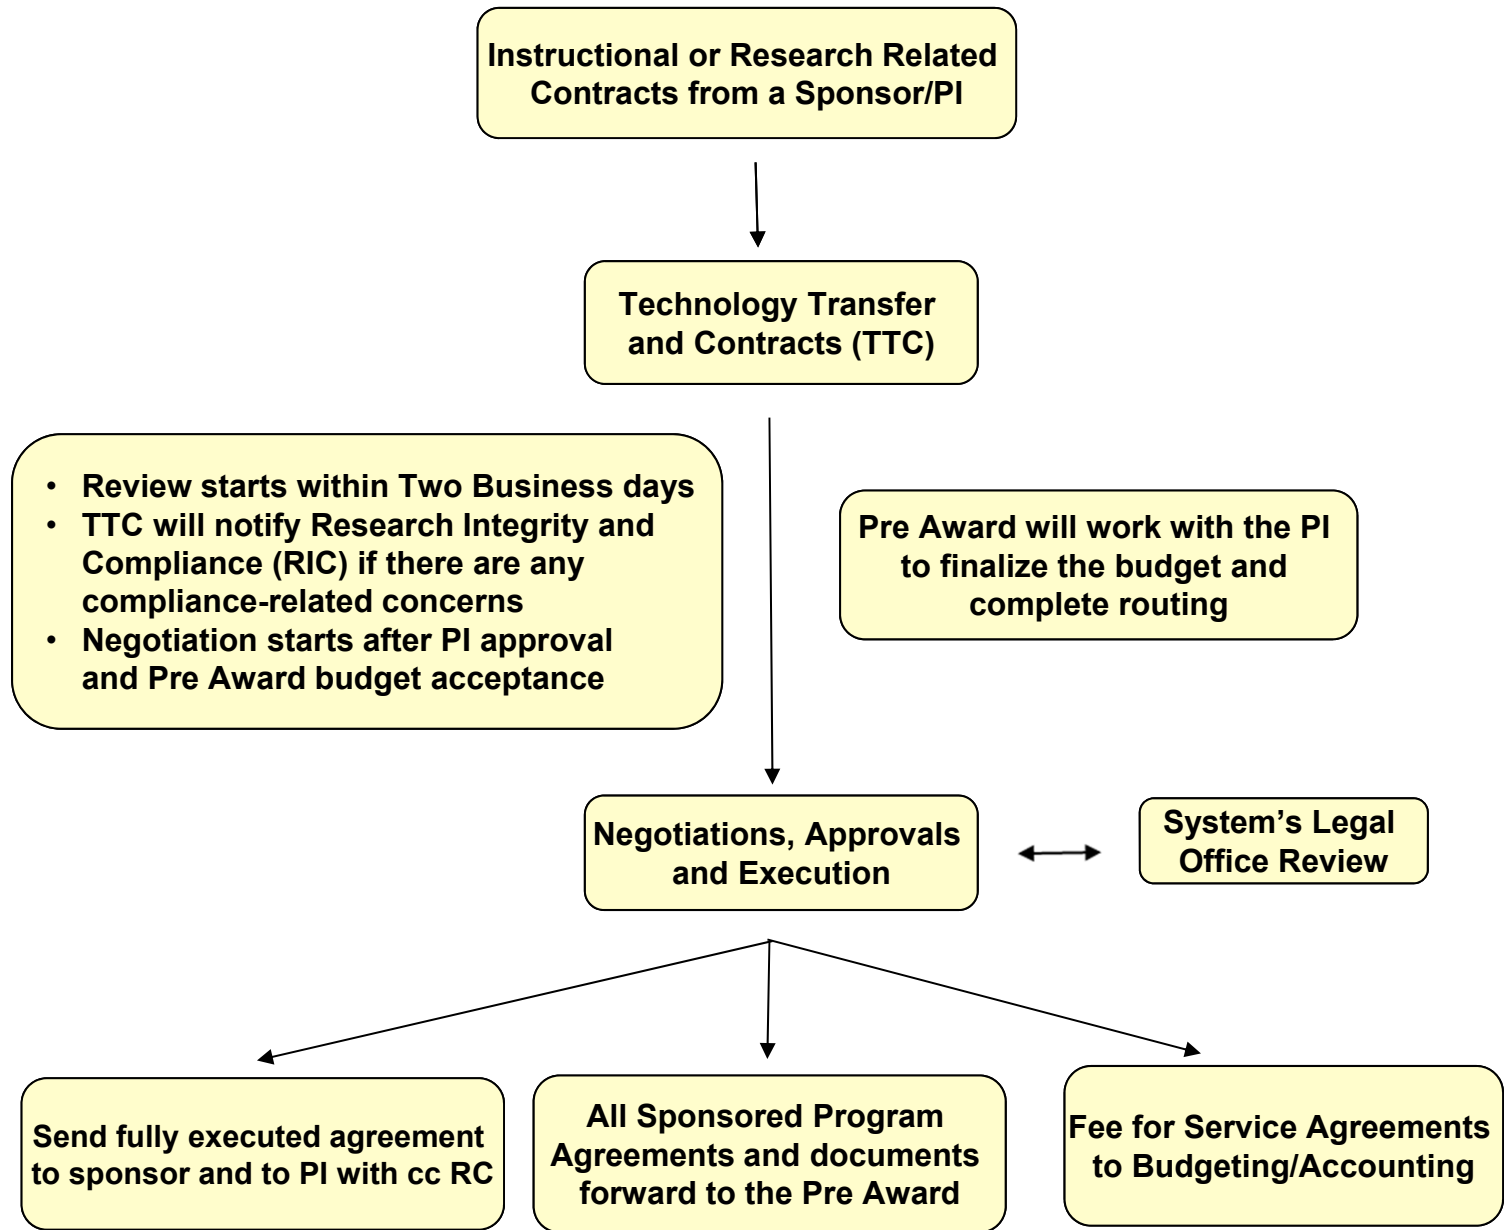 Instructional or Research Related
Contracts from a Sponsor/PI
Technology Transfer
and Contracts (TTC)
• Review starts within Two Business days
• TTC will notify Research Integrity and
Compliance (RIC) if there are any
compliance-related concerns
• Negotiation starts after PI approval
and Pre Award budget acceptance
Pre Award will work with the PI
to finalize the budget and
complete routing
Negotiations, Approvals
and Execution
System’s Legal
Office Review
Send fully executed agreement
to sponsor and to PI with cc RC
All Sponsored Program
Agreements and documents
forward to the Pre Award
Fee for Service Agreements
to Budgeting/Accounting